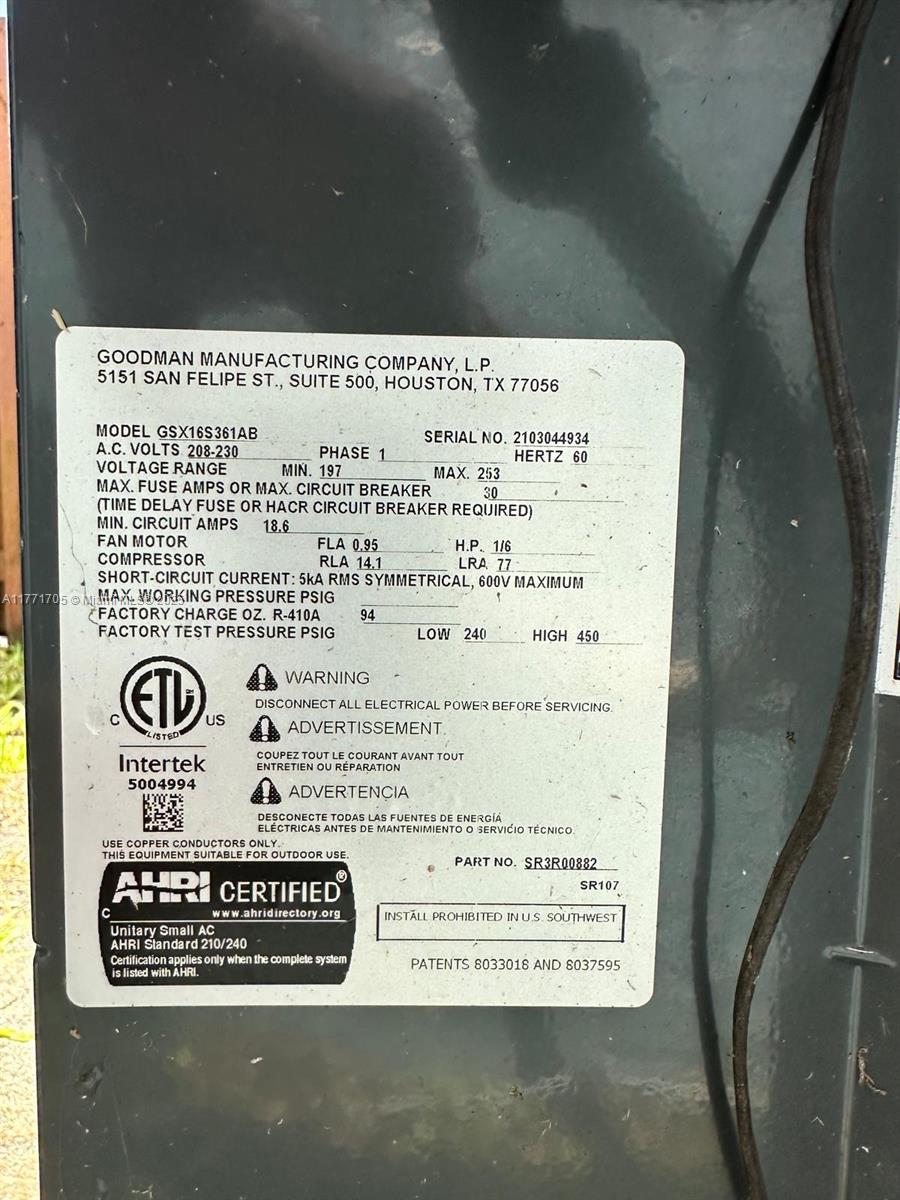 GOODMAN MANUFACTURING COMPANY, L.P.
5151 SAN FELIPE ST., SUITE 500, HOUSTON, TX 77056
MODEL GSX16S361AB SERIAL NO. 2103044934
A.C. VOLTS 208-230 PHASE 1 HERTZ 60
VOLTAGE RANGE MIN. 197 MAX. 253
MAX. FUSE AMPS OR MAX. CIRCUIT BREAKER 30
(TIME DELAY FUSE OR HACR CIRCUIT BREAKER REQUIRED)
MIN. CIRCUIT AMPS 18.6
FAN MOTOR FLA 0.95 H.P. 1/6
COMPRESSOR RLA 14.1 LRA 77
SHORT-CIRCUIT CURRENT: 5kA RMS SYMMETRICAL, 600V MAXIMUM
MAX. WORKING PRESSURE PSIG
FACTORY CHARGE OZ. R-410A 94
FACTORY TEST PRESSURE PSIG LOW 240 HIGH 450
A11771705 © Miami MLS® 2025
ETL
LISTED
C US
Intertek
5004994
WARNING
DISCONNECT ALL ELECTRICAL POWER BEFORE SERVICING.
ADVERTISSEMENT
COUPEZ TOUT LE COURANT AVANT TOUT
ENTRETIEN OU RÉPARATION
ADVERTENCIA
DESCONECTE TODAS LAS FUENTES DE ENERGÍA
ELÉCTRICAS ANTES DE MANTENIMIENTO O SERVICIO TÉCNICO.
USE COPPER CONDUCTORS ONLY.
THIS EQUIPMENT SUITABLE FOR OUTDOOR USE.
AHRI CERTIFIED®
C www.ahridirectory.org
Unitary Small AC
AHRI Standard 210/240
Certification applies only when the complete system
is listed with AHRI.
PART NO. SR3R00882
SR107
INSTALL PROHIBITED IN U.S. SOUTHWEST
PATENTS 8033018 AND 8037595